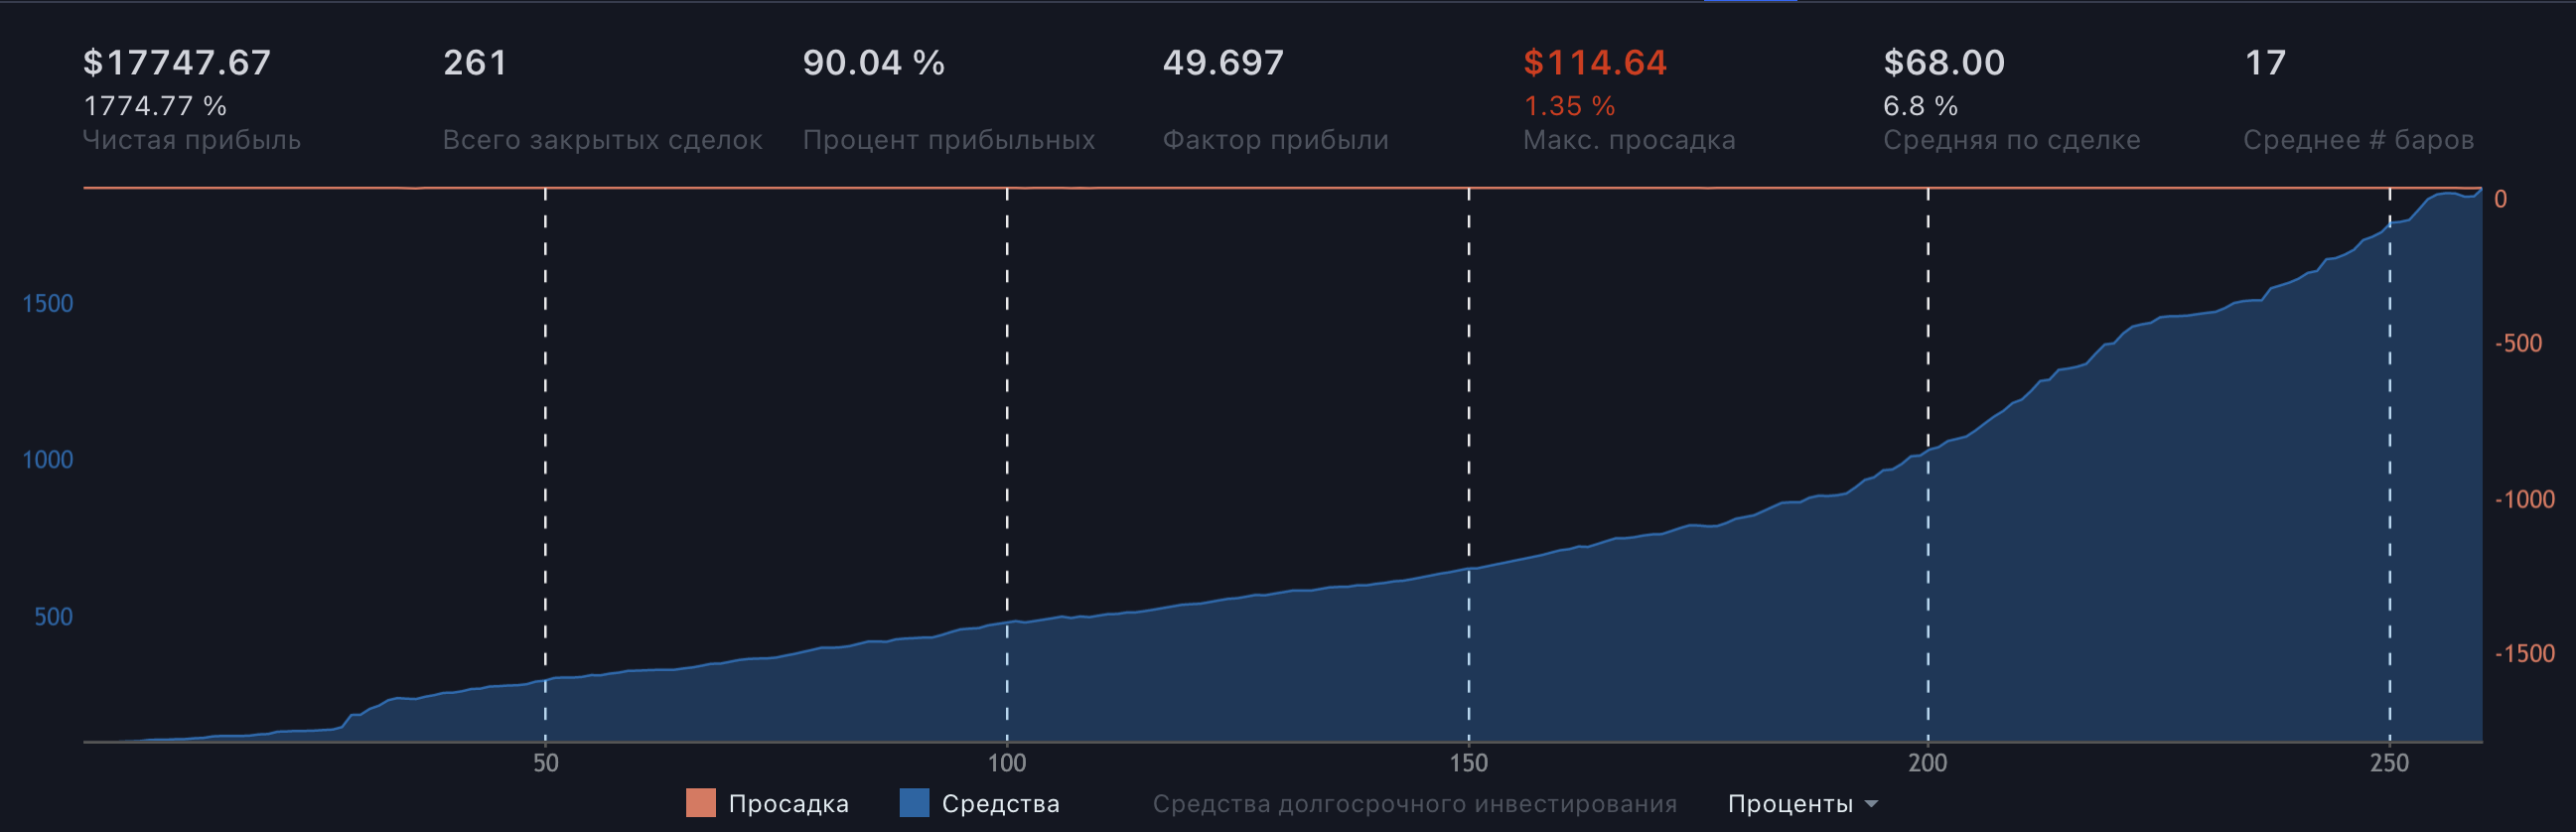 $17747.67
1774.77 %
Чистая прибыль
261
Всего закрытых сделок
90.04 %
Процент прибыльных
49.697
Фактор прибыли
$114.64
1.35 %
Макс. просадка
$68.00
6.8 %
Средняя по сделке
17
Среднее # баров
1500
1000
500
0
-500
-1000
-1500
50
100
150
200
250
Просадка
Средства
Средства долгосрочного инвестирования
Проценты